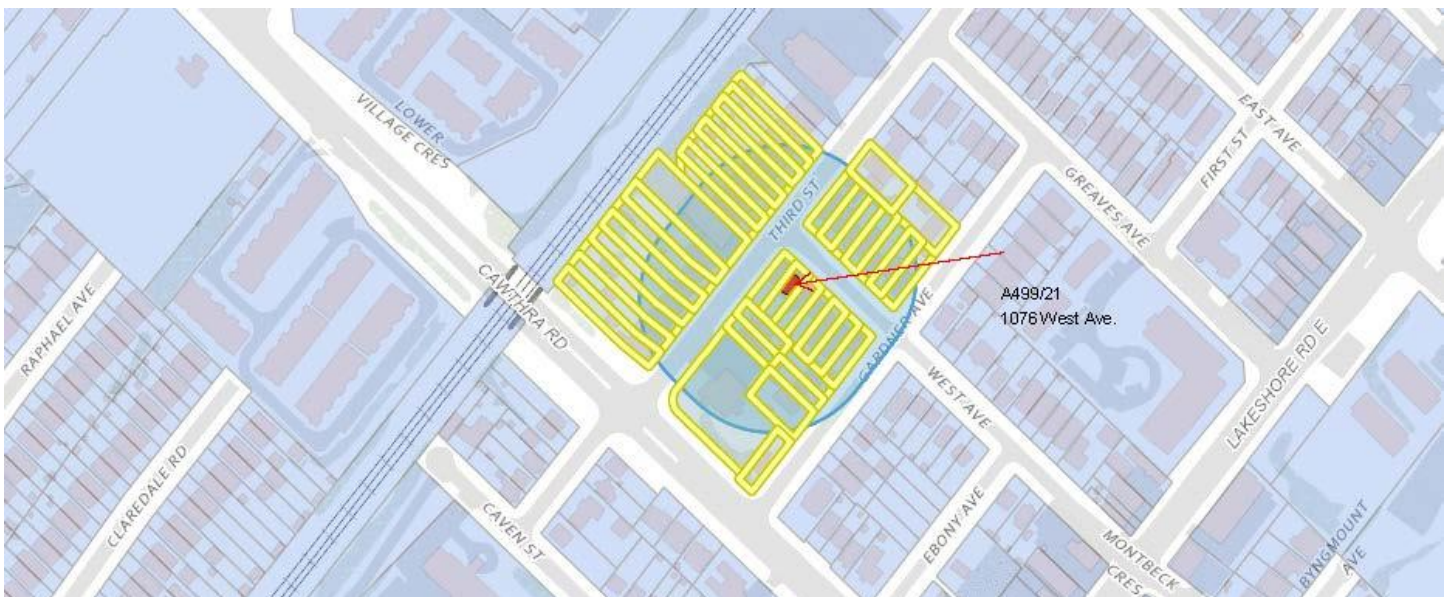 LOWER
VILLAGE CRES
EAST AVE
FIRST ST
GREAVES AVE
THIRD ST
CAWTHRA RD
RAPHAEL AVE
A499/21
1076 West Ave.
GARDNER AVE
WEST AVE
LAKESHORE RD E
CLAREDALE RD
CAVEN ST
EBONY AVE
MONTBECK
CRES
BYNGMOUNT
AVE